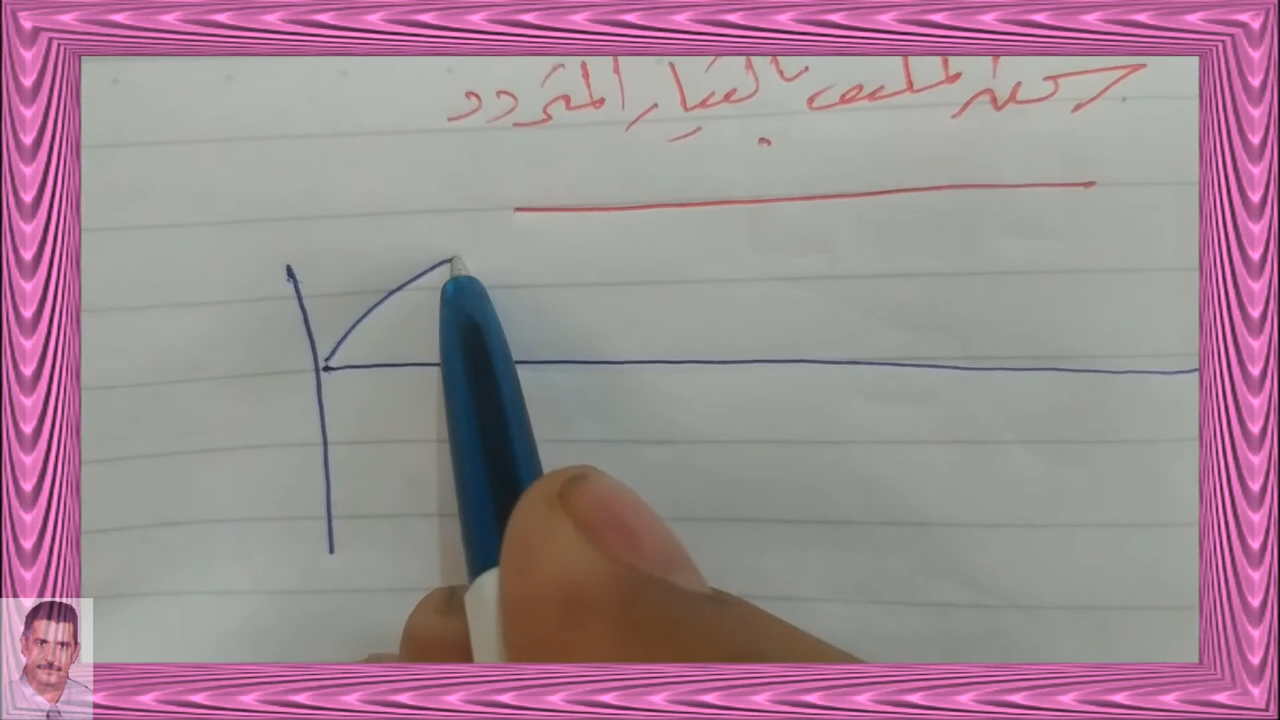 الملف بالتيار المتردد